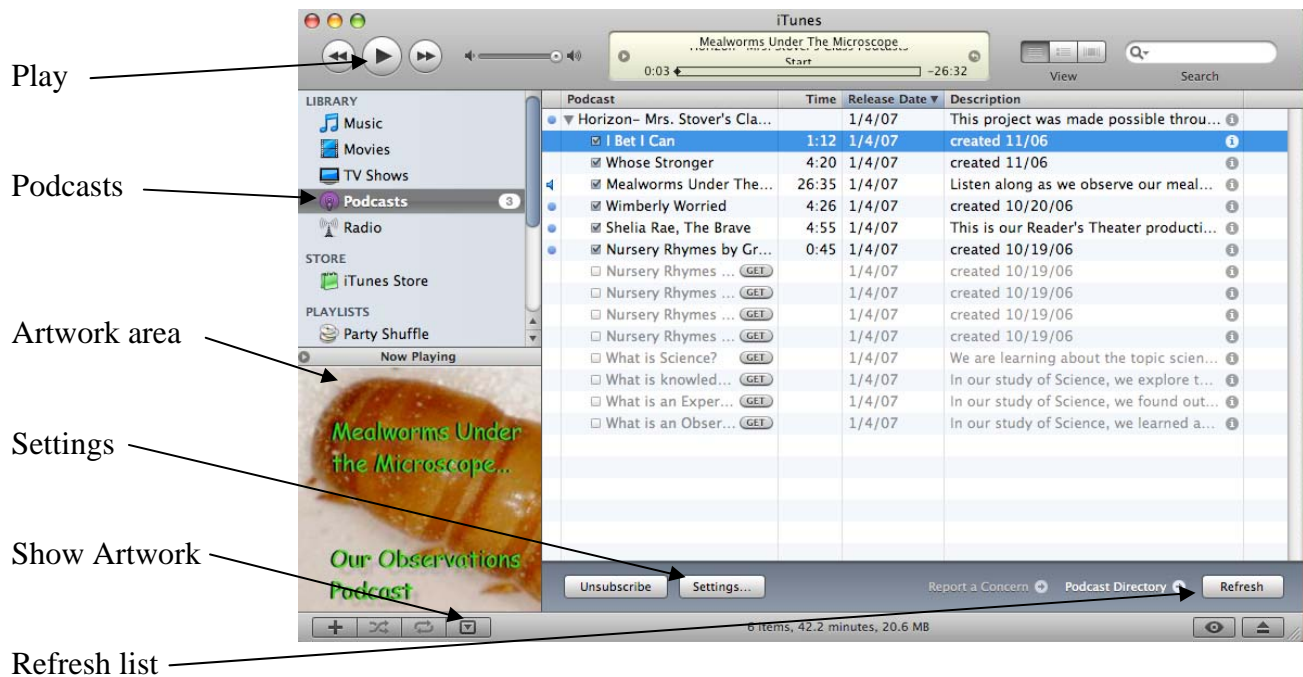 iTunes
Mealworms Under The Microscope
Start
0:03
-26:32
View
Search
Play
Podcasts
Artwork area
Settings
Show Artwork
Refresh list
LIBRARY
Music
Movies
TV Shows
Podcasts 3
Radio
STORE
iTunes Store
PLAYLISTS
Party Shuffle
Now Playing
Mealworms Under
the Microscope...
Our Observations
Podcast
Podcast Time Release Date Description
Horizon- Mrs. Stover's Cla... 1/4/07 This project was made possible throu...
I Bet I Can 1:12 1/4/07 created 11/06
Whose Stronger 4:20 1/4/07 created 11/06
Mealworms Under The... 26:35 1/4/07 Listen along as we observe our meal...
Wimberly Worried 4:26 1/4/07 created 10/20/06
Shelia Rae, The Brave 4:55 1/4/07 This is our Reader's Theater producti...
Nursery Rhymes by Gr... 0:45 1/4/07 created 10/19/06
Nursery Rhymes ... GET 1/4/07 created 10/19/06
Nursery Rhymes ... GET 1/4/07 created 10/19/06
Nursery Rhymes ... GET 1/4/07 created 10/19/06
Nursery Rhymes ... GET 1/4/07 created 10/19/06
What is Science? GET 1/4/07 We are learning about the topic scien...
What is knowled... GET 1/4/07 In our study of Science, we explore t...
What is an Exper... GET 1/4/07 In our study of Science, we found out...
What is an Obser... GET 1/4/07 In our study of Science, we learned a...
Unsubscribe Settings... Report a Concern Podcast Directory Refresh
6 items, 42.2 minutes, 20.6 MB